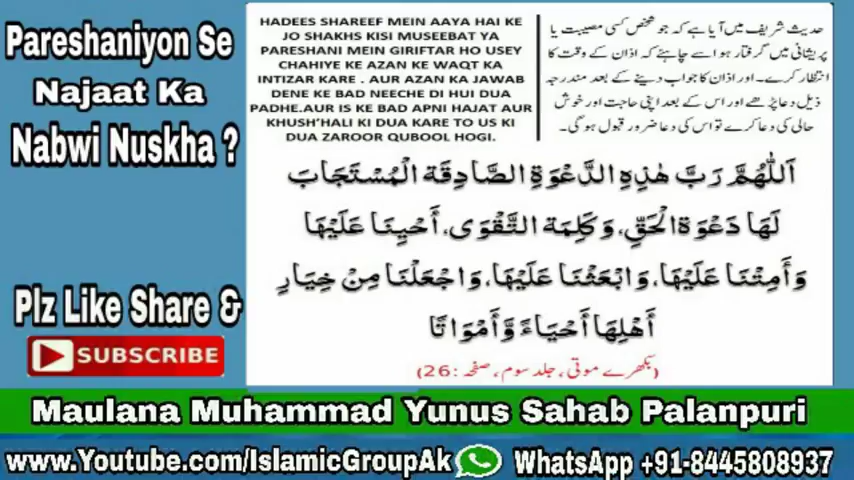 Pareshaniyon Se
Najaat Ka
Nabwi Nuskha ?
Plz Like Share &
SUBSCRIBE
HADEES SHAREEF MEIN AAYA HAI KE
JO SHAKHS KISI MUSEEBAT YA
PARESHANI MEIN GIRIFTAR HO USEY
CHAHIYE KE AZAN KE WAQT KA
INTIZAR KARE . AUR AZAN KA JAWAB
DENE KE BAD NEECHE DI HUI DUA
PADHE.AUR IS KE BAD APNI HAJAT AUR
KHUSH'HALI KI DUA KARE TO US KI
DUA ZAROOR QUBOOL HOGI.
حدیث شریف میں آیا ہے کہ جو شخص کسی مصیبت یا
پریشانی میں گرفتار ہو اسے چاہئے کہ اذان کے وقت کا
انتظار کرے۔ اور اذان کا جواب دینے کے بعد مندرجہ
ذیل دعا پڑھے اور اس کے بعد اپنی حاجت اور خوش
حالی کی دعا کرے تو اس کی دعا ضرور قبول ہوگی۔
اَللّٰهُمَّ رَبَّ هٰذِهِ الدَّعْوَةِ الصَّادِقَةِ الْمُسْتَجَابَ
لَهَا دَعْوَةُ الْحَقِّ، وَكَلِمَةِ التَّقْوَى، أَحْيِنَا عَلَيْهَا
وَأَمِتْنَا عَلَيْهَا، وَابْعَثْنَا عَلَيْهَا، وَاجْعَلْنَا مِنْ خِيَارِ
أَهْلِهَا أَحْيَاءً وَّأَمْوَاتًا
(بکھرے موتی، جلد سوم، صفحہ :26)
Maulana Muhammad Yunus Sahab Palanpuri
www.Youtube.com/IslamicGroupAk WhatsApp +91-8445808937